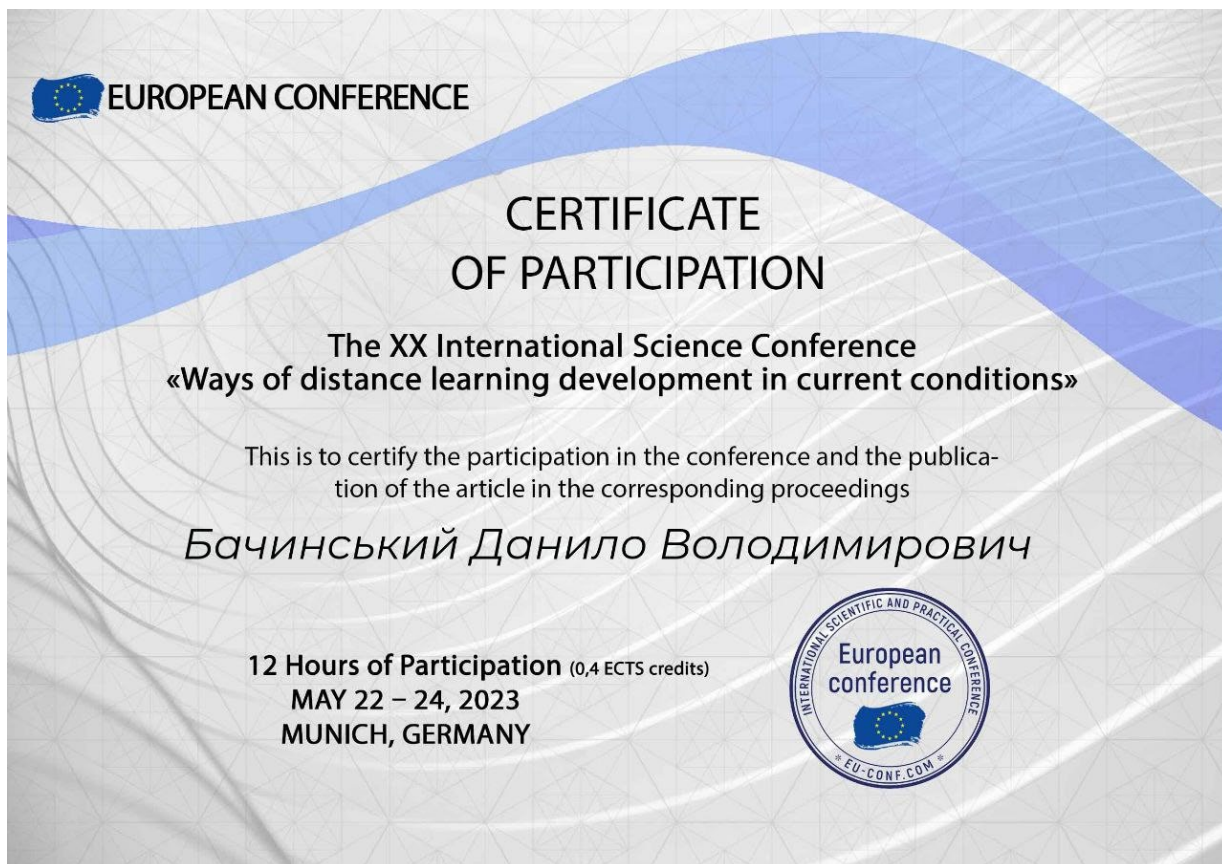 EUROPEAN CONFERENCE
CERTIFICATE
OF PARTICIPATION
The XX International Science Conference
«Ways of distance learning development in current conditions»
This is to certify the participation in the conference and the publica-
tion of the article in the corresponding proceedings
Бачинський Данило Володимирович
12 Hours of Participation (0,4 ECTS credits)
MAY 22 – 24, 2023
MUNICH, GERMANY
INTERNATIONAL SCIENTIFIC AND PRACTICAL CONFERENCE
European
conference
* EU-CONF.COM *